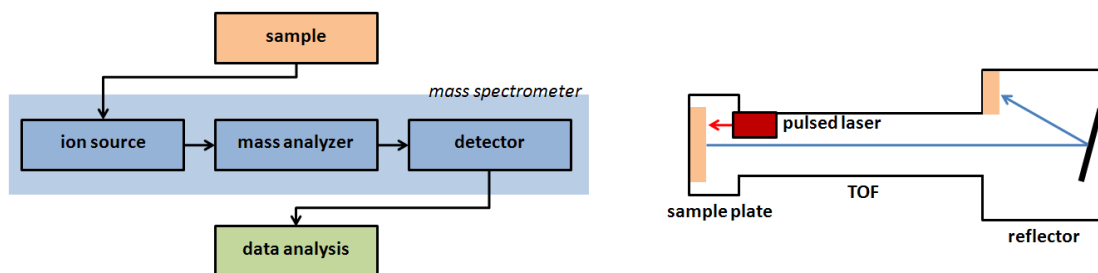 sample
mass spectrometer
ion source
mass analyzer
detector
data analysis
pulsed laser
sample plate
TOF
reflector